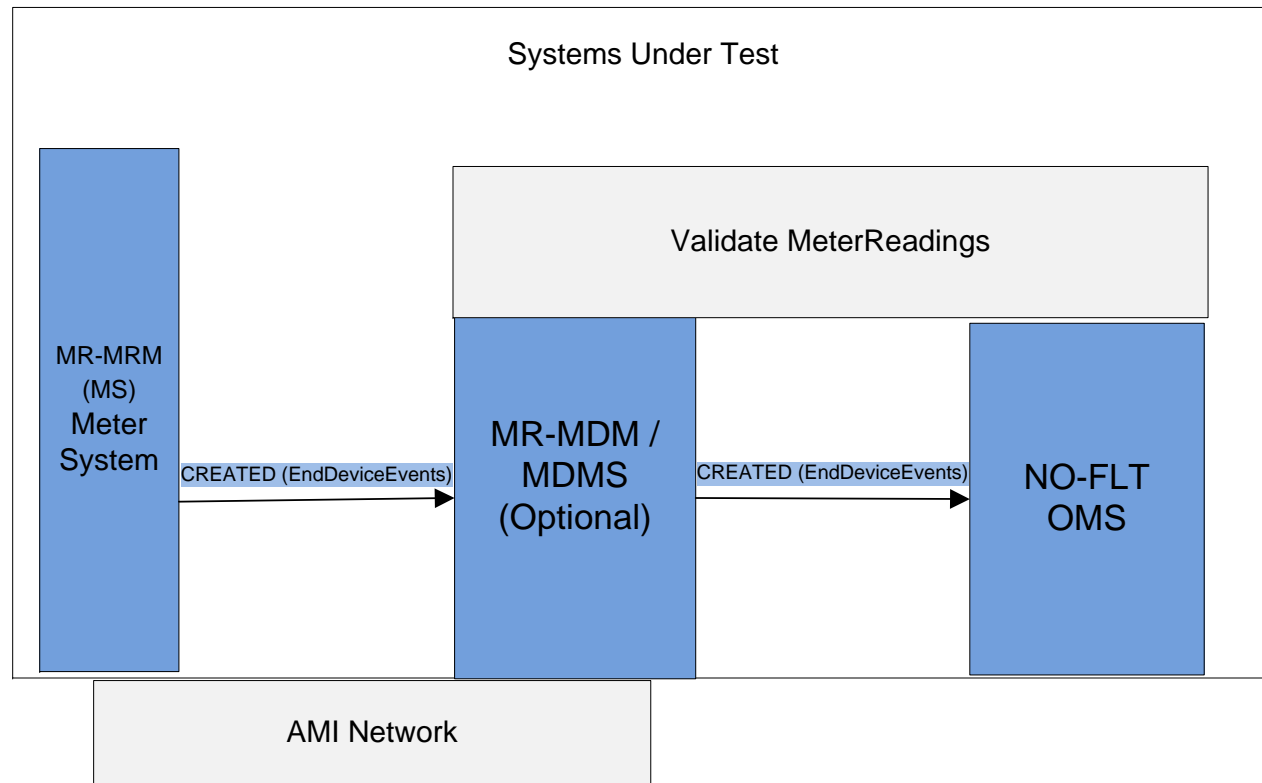 Systems Under Test
Validate MeterReadings
MR-MRM
(MS)
Meter
System
CREATED (EndDeviceEvents)
MR-MDM /
MDMS
(Optional)
CREATED (EndDeviceEvents)
NO-FLT
OMS
AMI Network